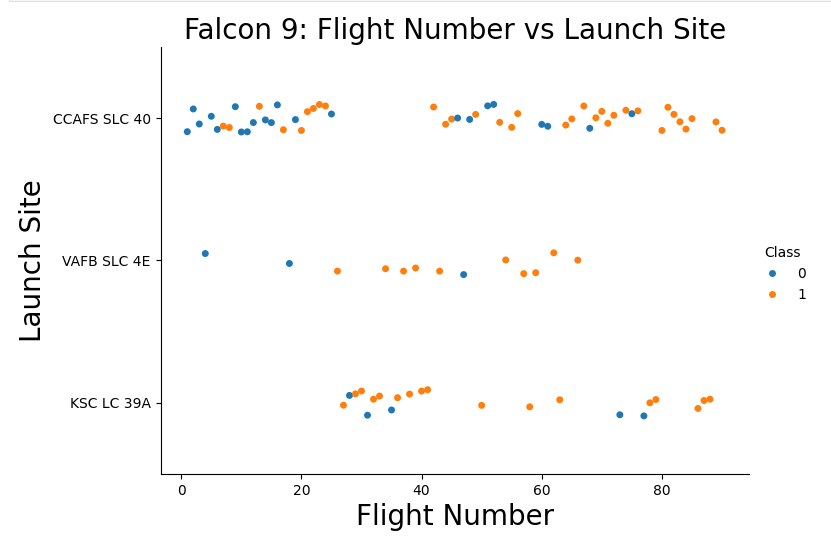 Falcon 9: Flight Number vs Launch Site
Launch Site
CCAFS SLC 40
VAFB SLC 4E
KSC LC 39A
0 20 40 60 80
Flight Number
Class
0
1